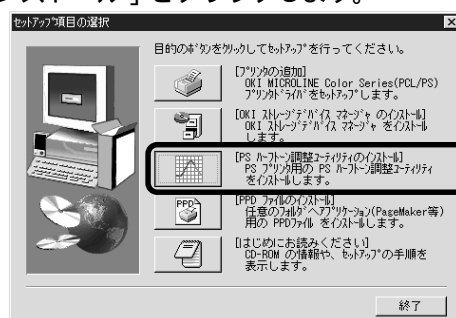 ンストール」をクリックします。
ｾｯﾄｱｯﾌﾟ項目の選択
目的のﾎﾞﾀﾝをｸﾘｯｸしてｾｯﾄｱｯﾌﾟを行ってください。
[ﾌﾟﾘﾝﾀの追加]
OKI MICROLINE Color Series(PCL/PS)
ﾌﾟﾘﾝﾀﾄﾞﾗｲﾊﾞをｾｯﾄｱｯﾌﾟします。
[OKI ｽﾄﾚｰｼﾞﾃﾞﾊﾞｲｽ ﾏﾈｰｼﾞｬ のｲﾝｽﾄｰﾙ]
OKI ｽﾄﾚｰｼﾞﾃﾞﾊﾞｲｽ ﾏﾈｰｼﾞｬ をｲﾝｽﾄｰﾙ
します。
[PS ﾊｰﾌﾄｰﾝ調整ﾕｰﾃｨﾘﾃｨのｲﾝｽﾄｰﾙ]
PS ﾌﾟﾘﾝﾀ用の PS ﾊｰﾌﾄｰﾝ調整ﾕｰﾃｨﾘﾃｨ
をｲﾝｽﾄｰﾙします。
PPD
[PPD ﾌｧｲﾙのｲﾝｽﾄｰﾙ]
任意のﾌｫﾙﾀﾞへｱﾌﾟﾘｹｰｼｮﾝ(PageMaker等)
用の PPDﾌｧｲﾙ をｲﾝｽﾄｰﾙします。
[はじめにお読みください]
CD-ROM の情報や、ｾｯﾄｱｯﾌﾟの手順を
表示します。
終了